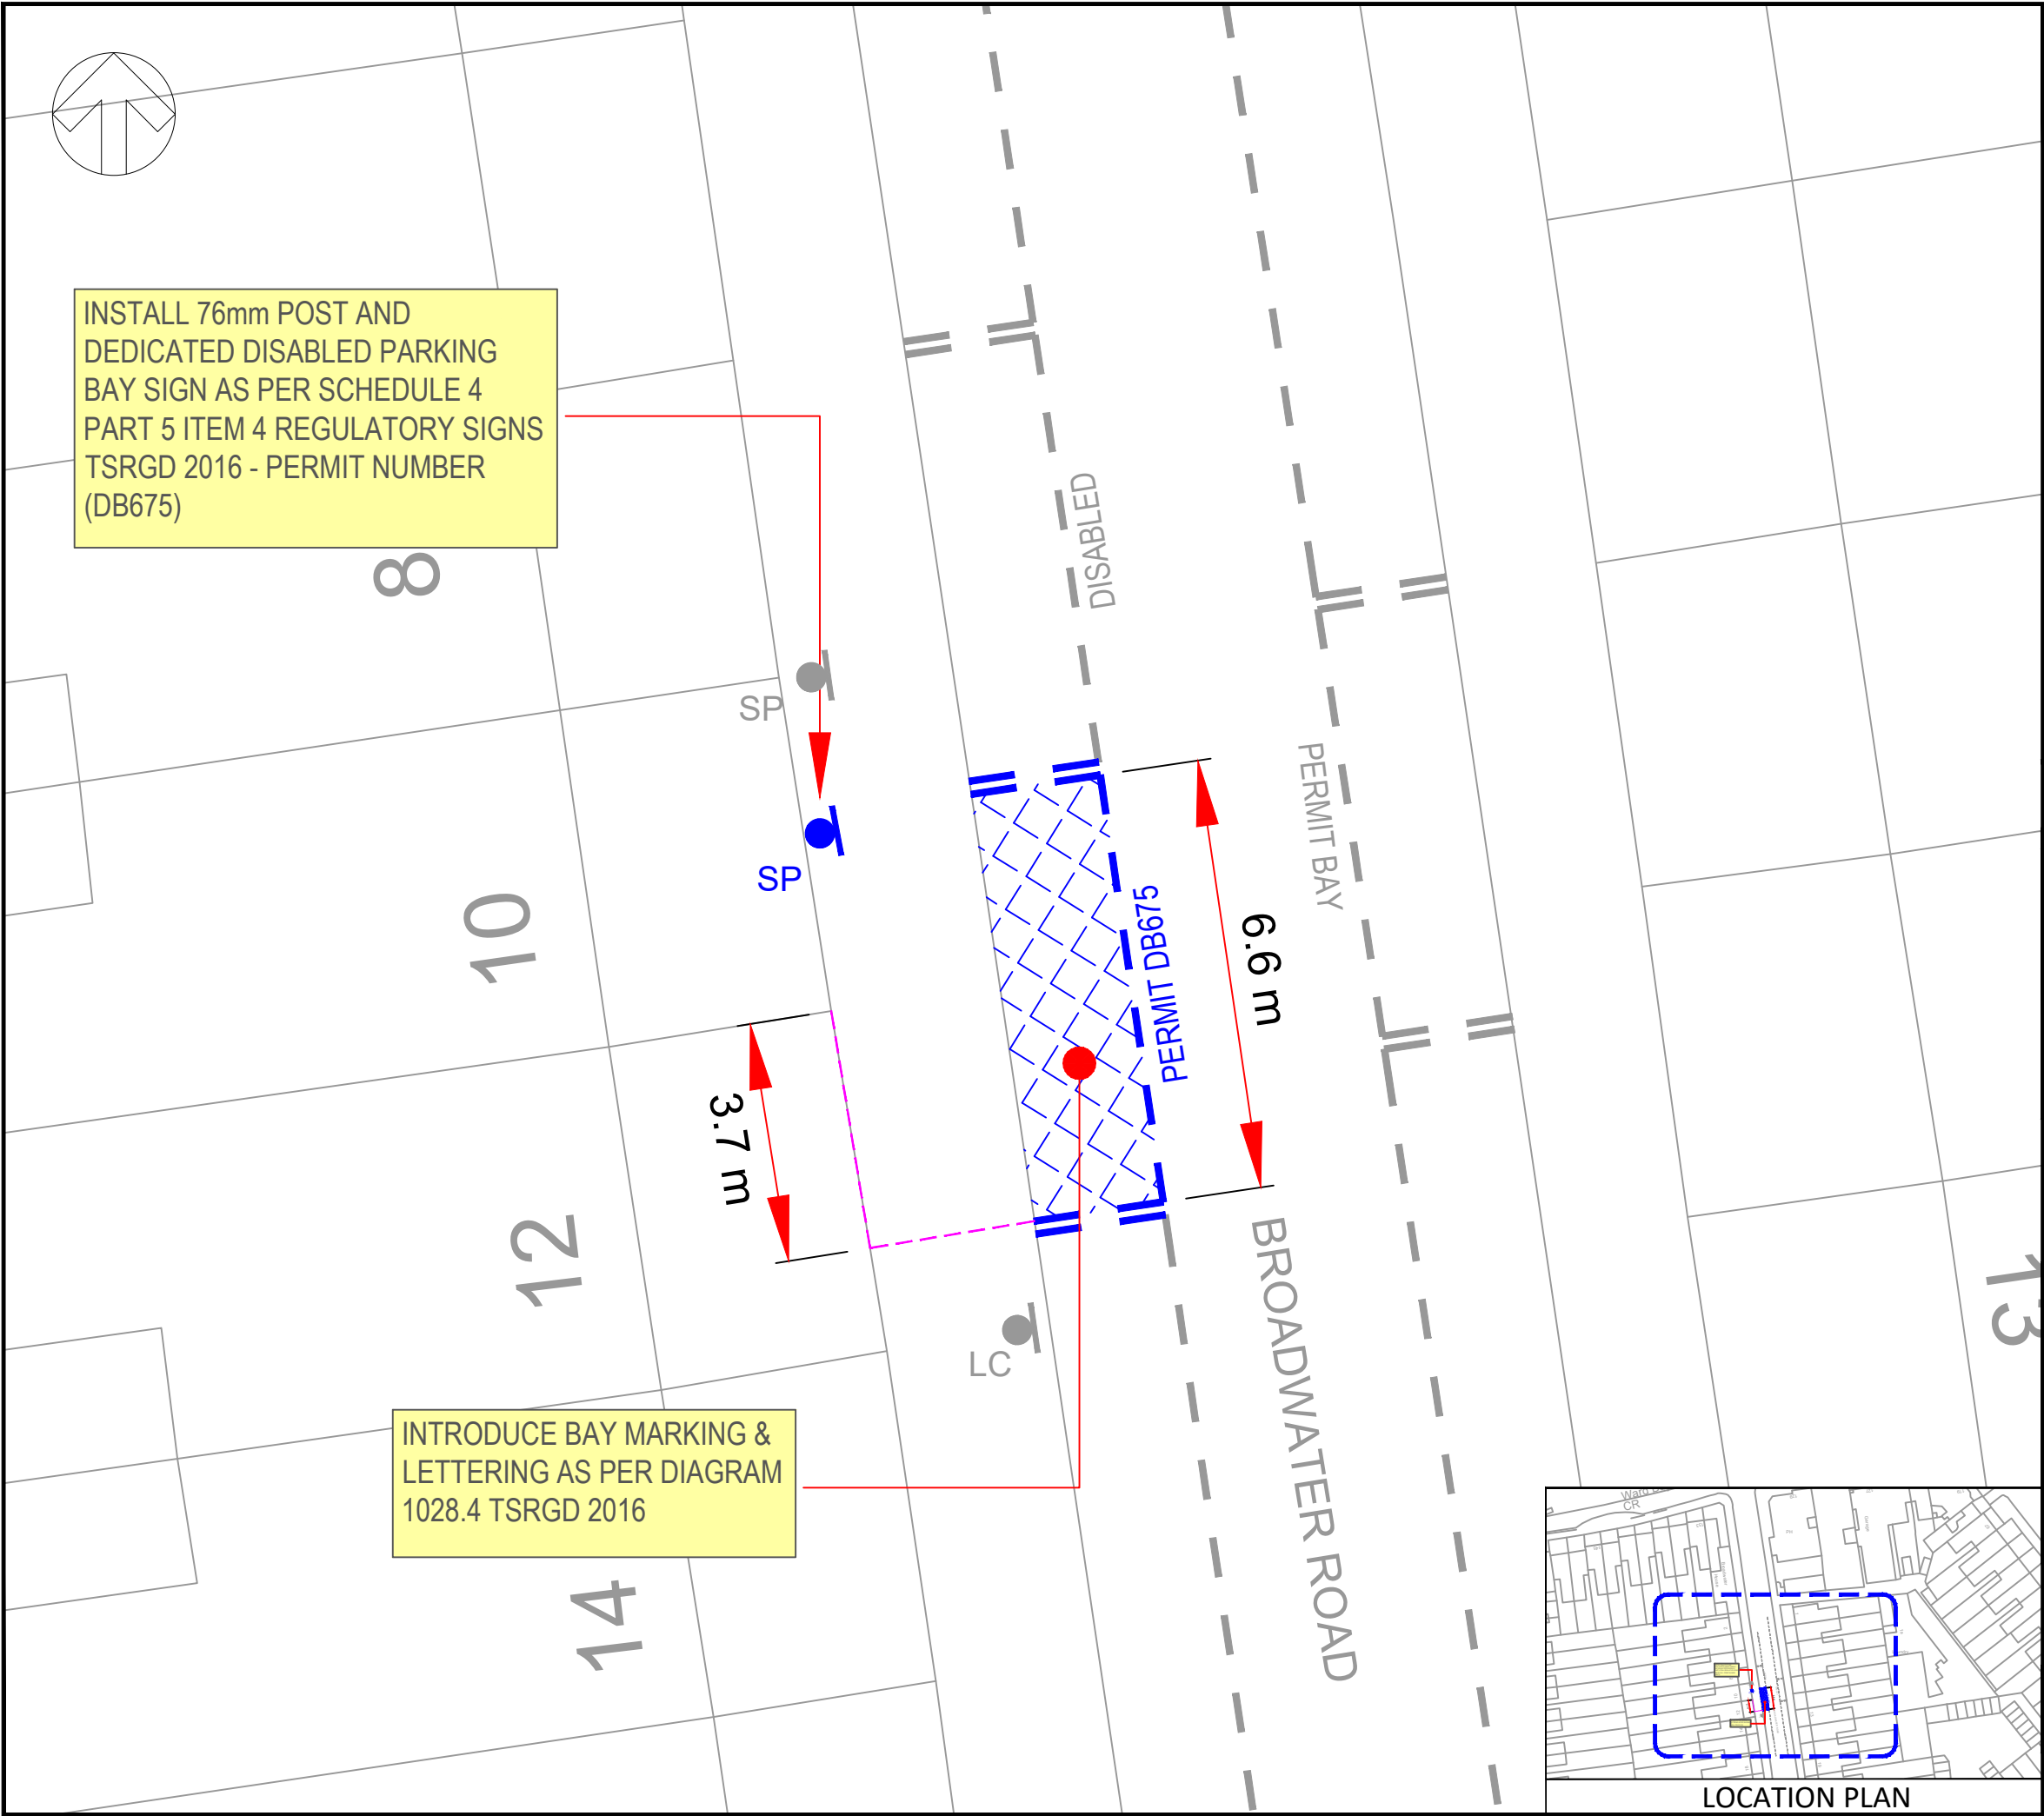 INSTALL 76mm POST AND
DEDICATED DISABLED PARKING
BAY SIGN AS PER SCHEDULE 4
PART 5 ITEM 4 REGULATORY SIGNS
TSRGD 2016 - PERMIT NUMBER
(DB675)
8
DISABLED
SP
SP
PERMIT BAY
PERMIT DB675
6.6 m
10
3.7 m
12
13
LC
BROADWATER ROAD
INTRODUCE BAY MARKING &
LETTERING AS PER DIAGRAM
1028.4 TSRGD 2016
14
CR
LOCATION PLAN